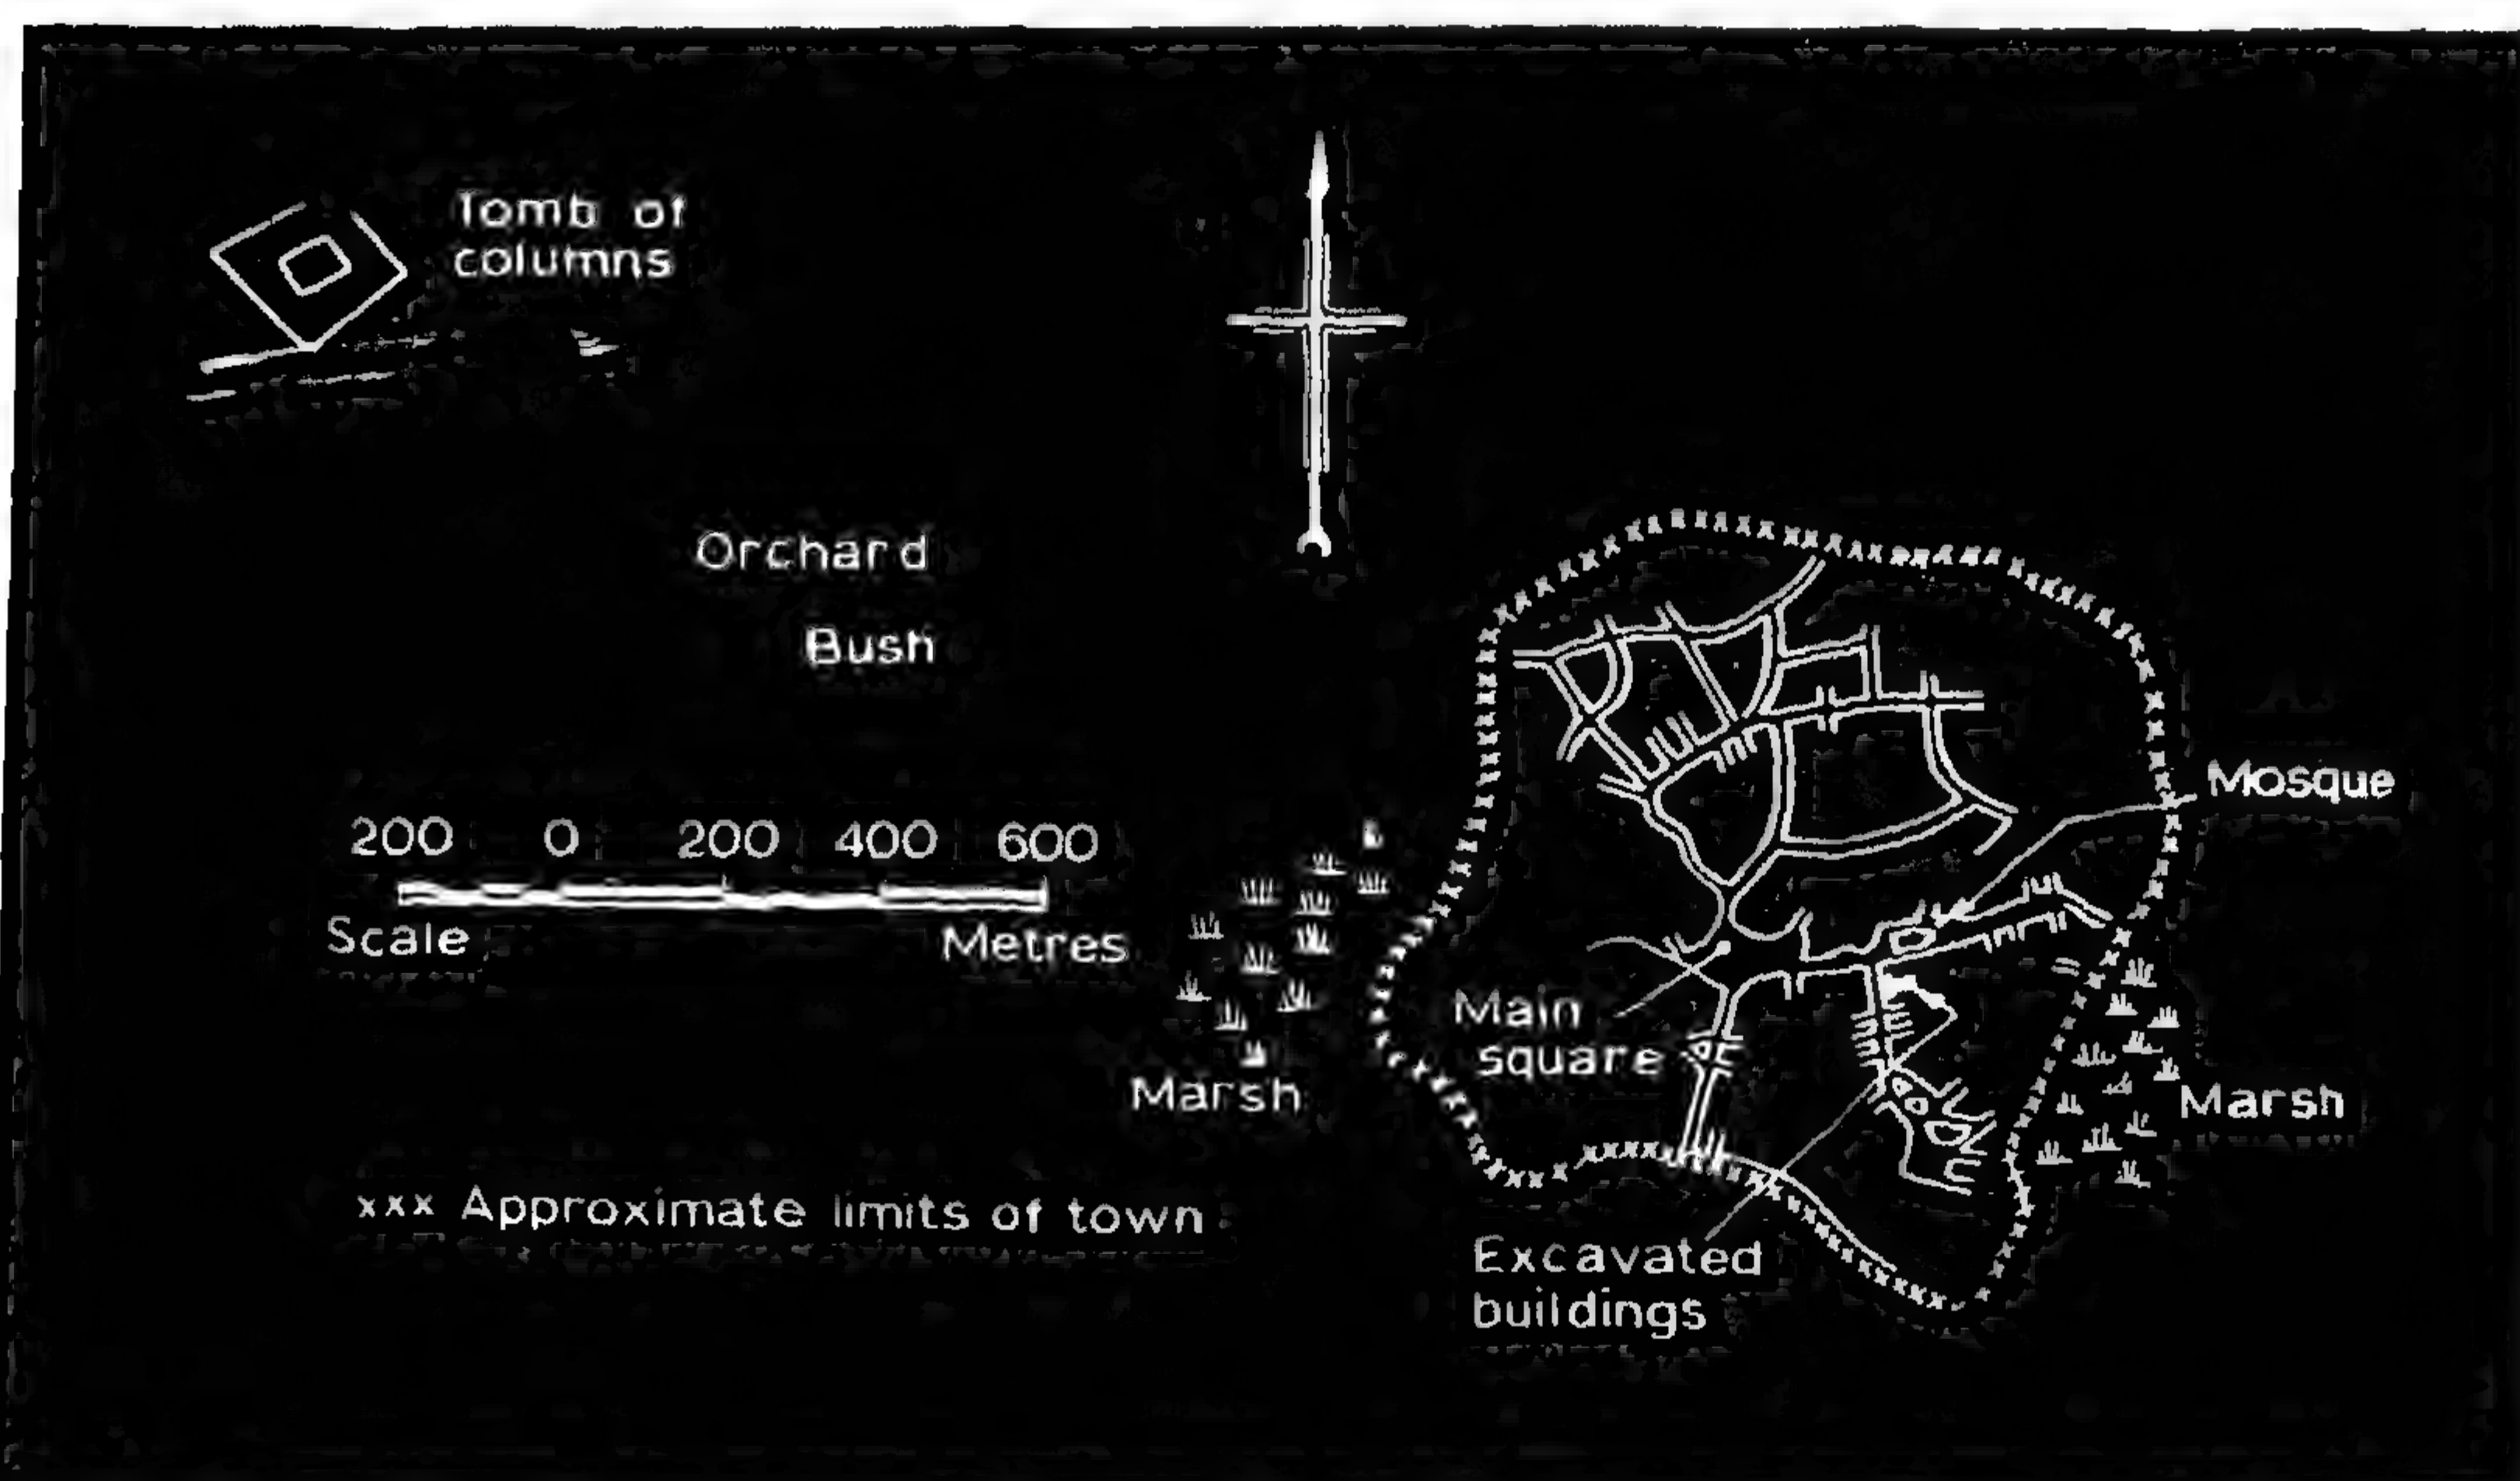 Tomb of
columns
Orchard
Bush
Mosque
200 0 200 400 600
Scale
Metres
Main
square
Marsh
Marsh
xxx Approximate limits of town
Excavated
buildings